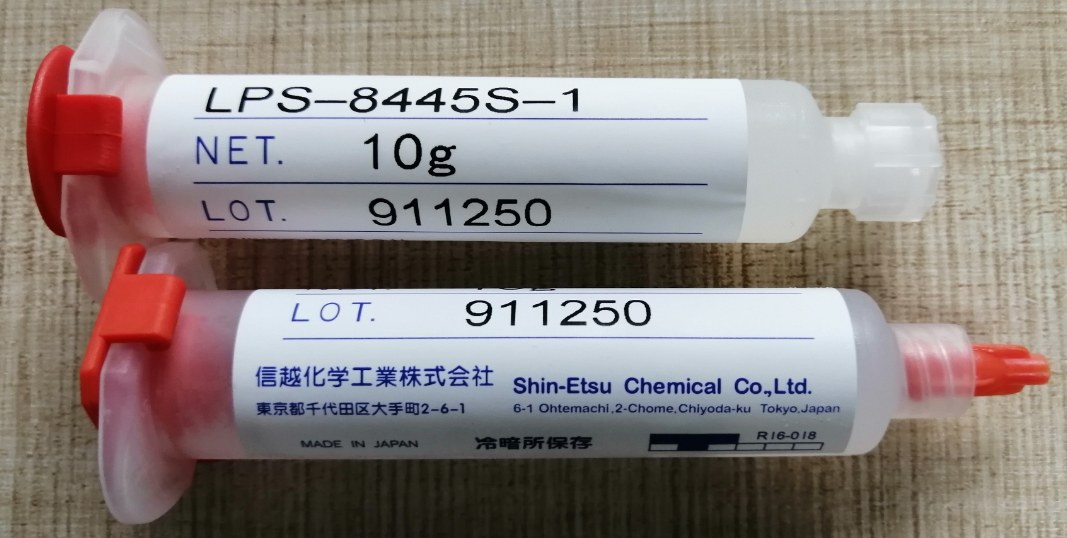 LPS-8445S-1
NET. 10g
LOT. 911250
LOT. 911250
信越化学工業株式会社 Shin-Etsu Chemical Co.,Ltd.
東京都千代田区大手町2-6-1 6-1 Ohtemachi,2-Chome,Chiyoda-ku Tokyo,Japan
MADE IN JAPAN 冷暗所保存 R16-018